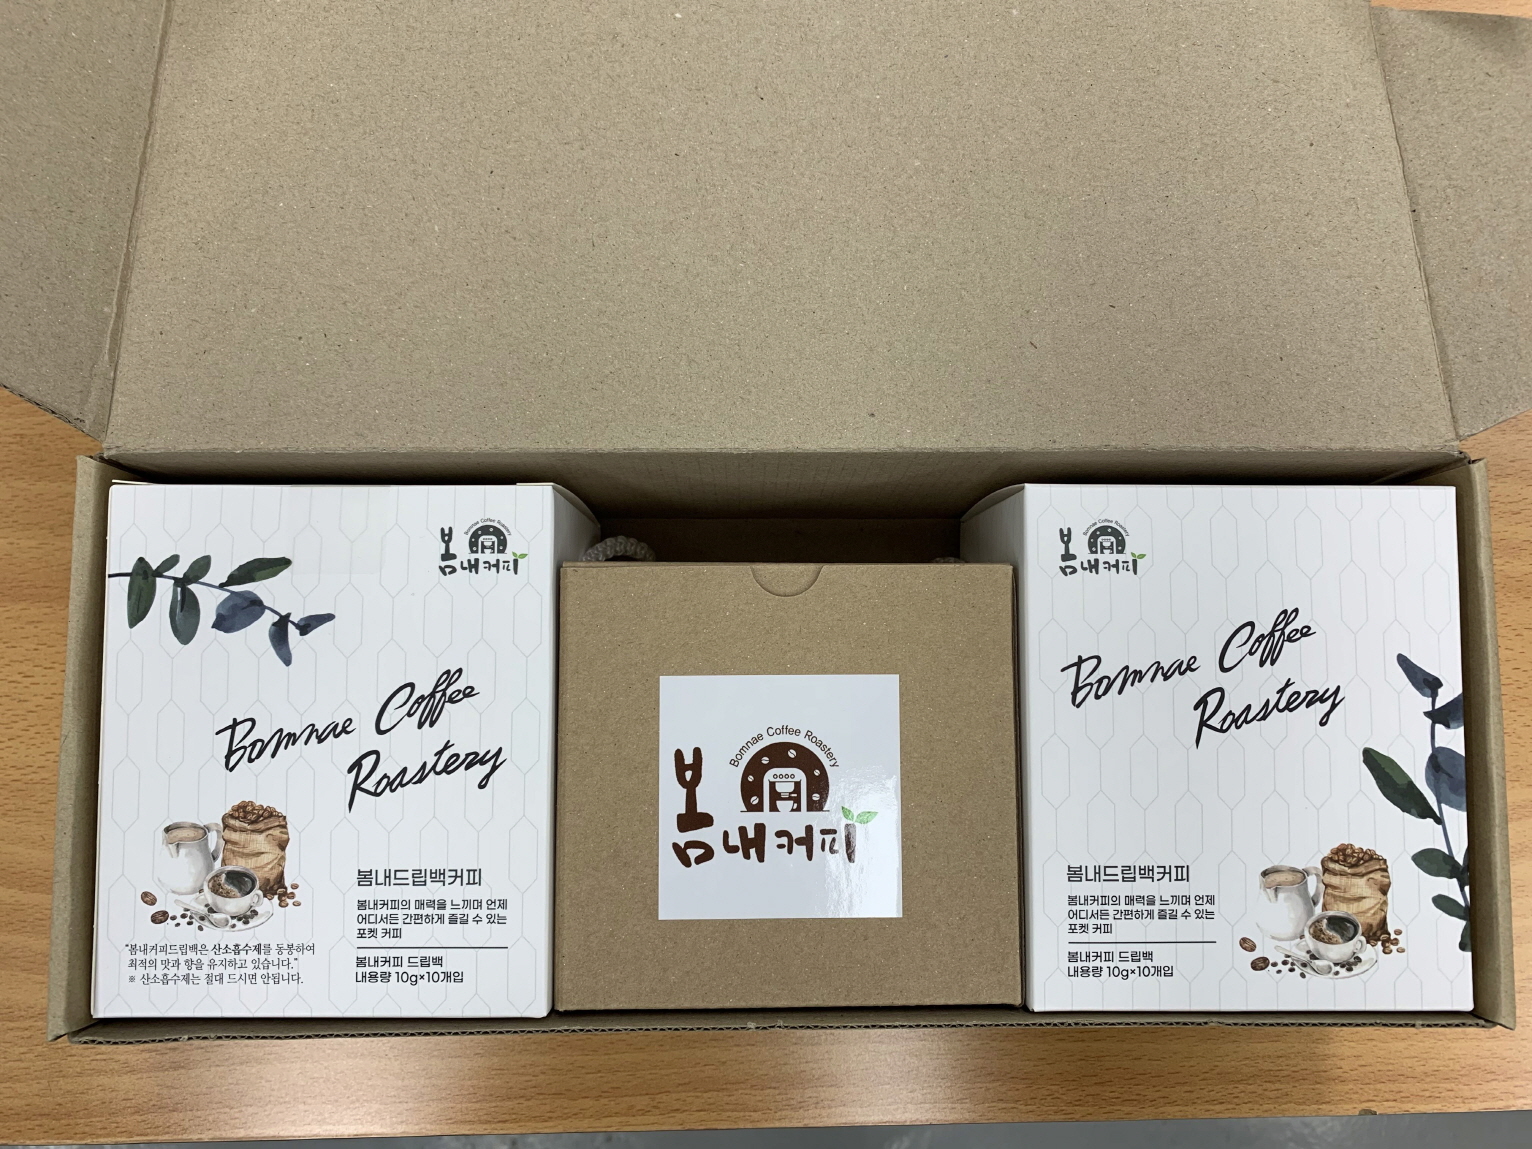 Bomnae Coffee Roastery
봄내커피
Bomnae Coffee
Roastery
봄내드립백커피
봄내커피의 매력을 느끼며 언제
어디서든 간편하게 즐길 수 있는
포켓 커피
봄내커피 드립백
내용량 10g×10개입
"봄내커피드립백은 산소흡수제를 동봉하여
최적의 맛과 향을 유지하고 있습니다."
※ 산소흡수제는 절대 드시면 안됩니다.
Bomnae Coffee Roastery
봄내커피
Bomnae Coffee Roastery
봄내커피
Bomnae Coffee
Roastery
봄내드립백커피
봄내커피의 매력을 느끼며 언제
어디서든 간편하게 즐길 수 있는
포켓 커피
봄내커피 드립백
내용량 10g×10개입